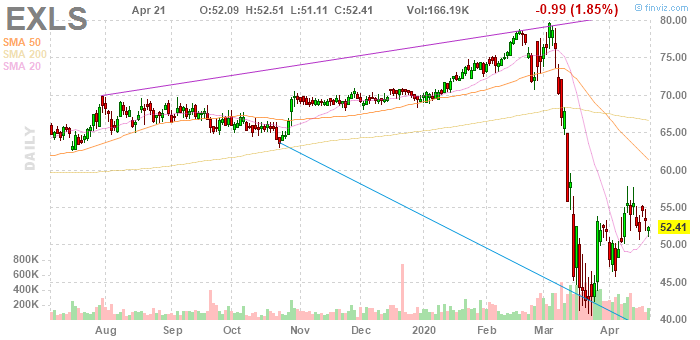 EXLS Apr 21 O:52.09 H:52.51 L:51.11 C:52.41 Vol:166.19K -0.99 (1.85%) © finviz.com
SMA 50
SMA 200
SMA 20
DAILY
80.00
75.00
70.00
65.00
60.00
55.00
52.41
50.00
45.00
40.00
800K
600K
400K
200K
Aug Sep Oct Nov Dec 2020 Feb Mar Apr